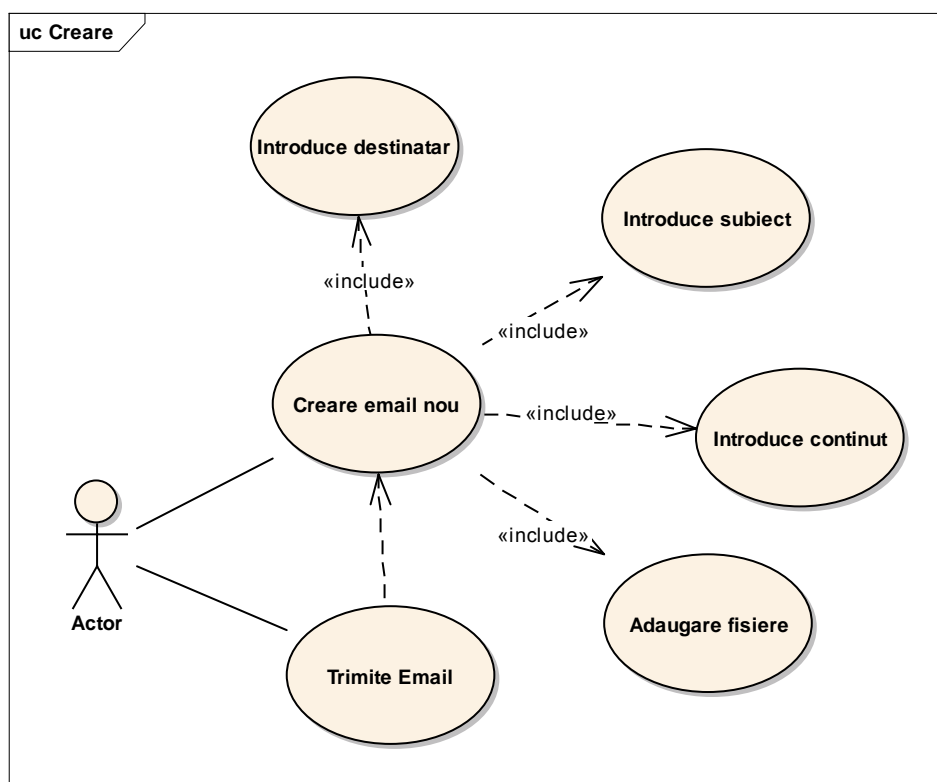 uc Creare
Introduce destinatar
Introduce subiect
«include»
«include»
Creare email nou
«include»
Introduce continut
«include»
Actor
Adaugare fisiere
Trimite Email